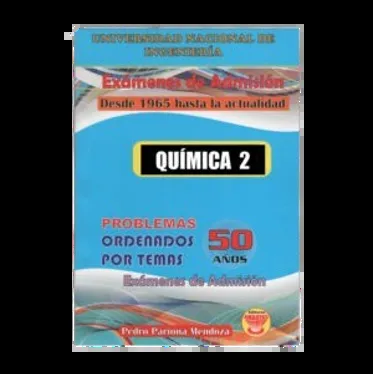 UNIVERSIDAD NACIONAL DE
INGENIERÍA
Exámenes de Admisión
Desde 1965 hasta la actualidad
QUÍMICA 2
PROBLEMAS
ORDENADOS
POR TEMAS
50
AÑOS
Exámenes de Admisión
Pedro Pariona Mendoza